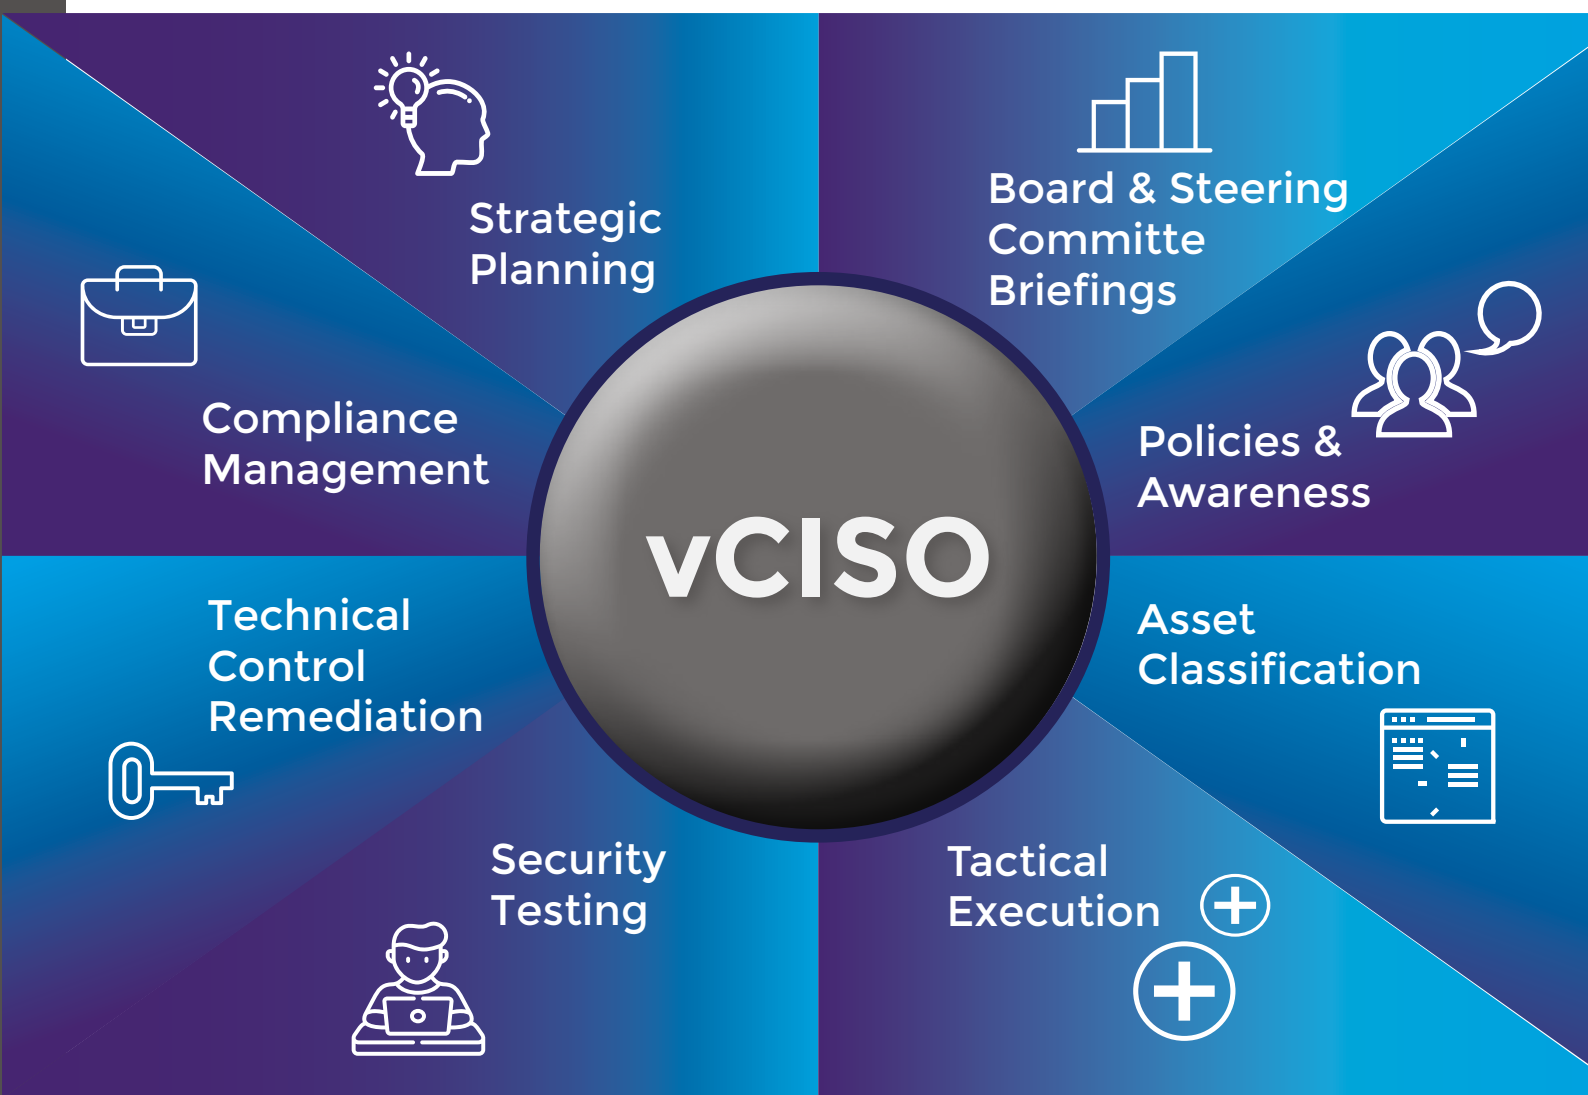 Strategic
Planning
Board & Steering
Committe
Briefings
Compliance
Management
Policies &
Awareness
vCISO
Technical
Control
Remediation
Asset
Classification
Security
Testing
Tactical
Execution